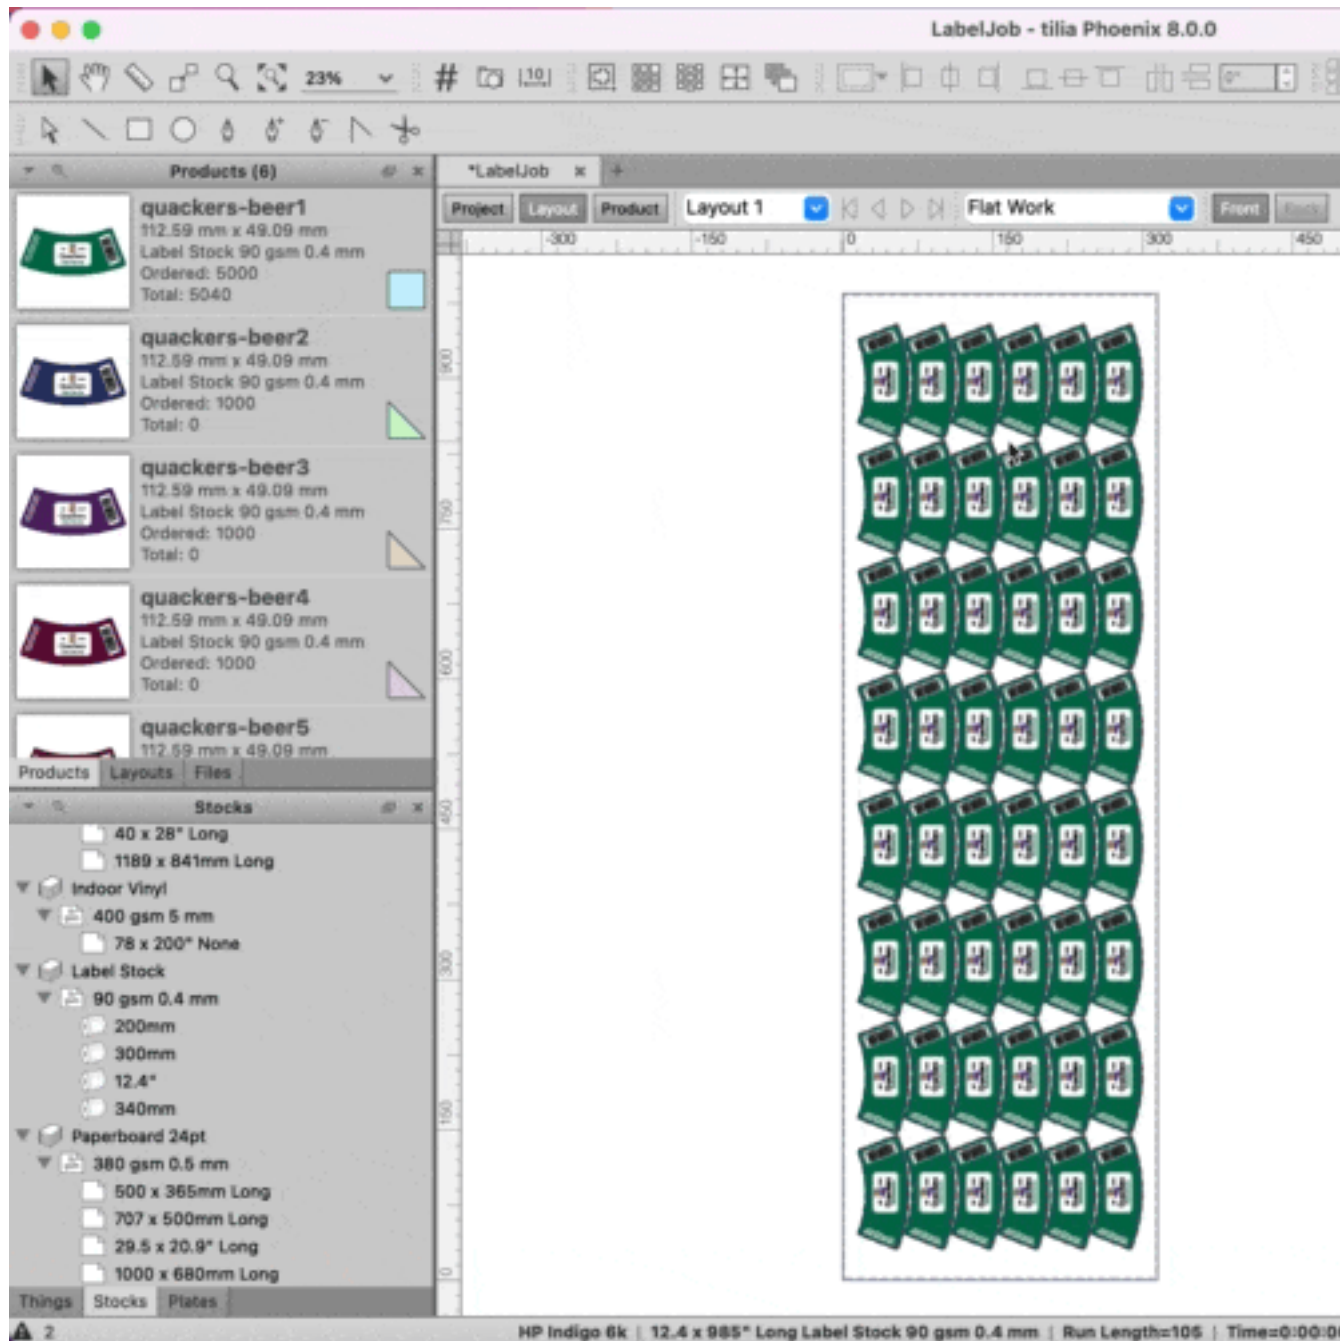 LabelJob - tilia Phoenix 8.0.0
23%
10
0°
Products (6)
quackers-beer1
112.59 mm x 49.09 mm
Label Stock 90 gsm 0.4 mm
Ordered: 5000
Total: 5040
quackers-beer2
112.59 mm x 49.09 mm
Label Stock 90 gsm 0.4 mm
Ordered: 1000
Total: 0
quackers-beer3
112.59 mm x 49.09 mm
Label Stock 90 gsm 0.4 mm
Ordered: 1000
Total: 0
quackers-beer4
112.59 mm x 49.09 mm
Label Stock 90 gsm 0.4 mm
Ordered: 1000
Total: 0
quackers-beer5
112.59 mm x 49.09 mm
Products Layouts Files
Stocks
40 x 28" Long
1189 x 841mm Long
Indoor Vinyl
400 gsm 5 mm
78 x 200" None
Label Stock
90 gsm 0.4 mm
200mm
300mm
12.4"
340mm
Paperboard 24pt
380 gsm 0.5 mm
500 x 365mm Long
707 x 500mm Long
29.5 x 20.9" Long
1000 x 680mm Long
Things Stocks Plates
2
*LabelJob
Project Layout Product Layout 1 Flat Work Front Back
-300 -150 0 150 300 450
900
750
600
450
300
150
0
HP Indigo 6k | 12.4 x 985" Long Label Stock 90 gsm 0.4 mm | Run Length=105 | Time=0:00:0